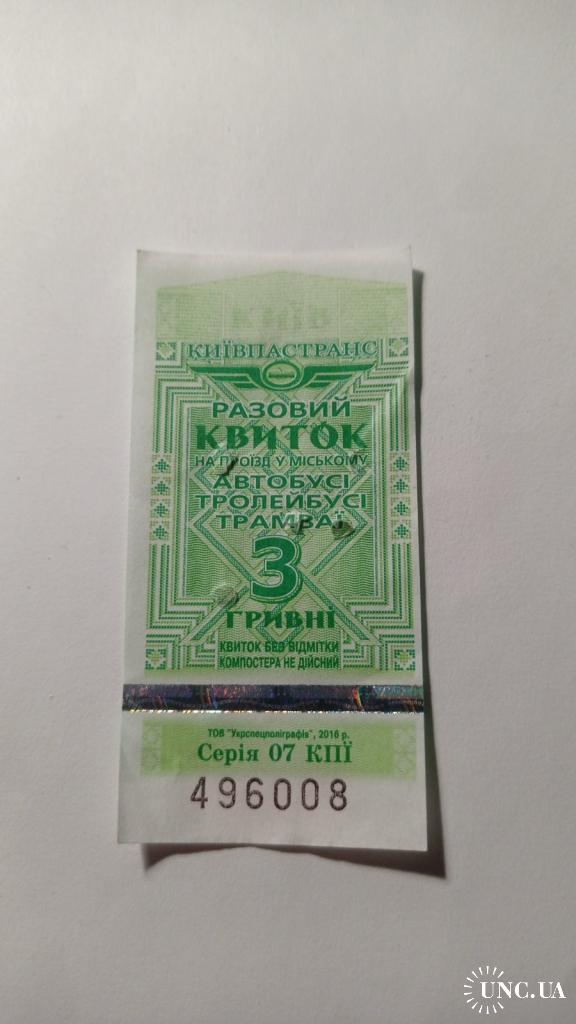 КИЇВПАСТРАНС
РАЗОВИЙ
КВИТОК
НА ПРОЇЗД У МІСЬКОМУ
АВТОБУСІ
ТРОЛЕЙБУСІ
ТРАМВАЇ
3
ГРИВНІ
КВИТОК БЕЗ ВІДМІТКИ
КОМПОСТЕРА НЕ ДІЙСНИЙ
ТОВ "Укрспецполіграфія", 2016 р.
Серія 07 КПЇ
496008
UNC.UA